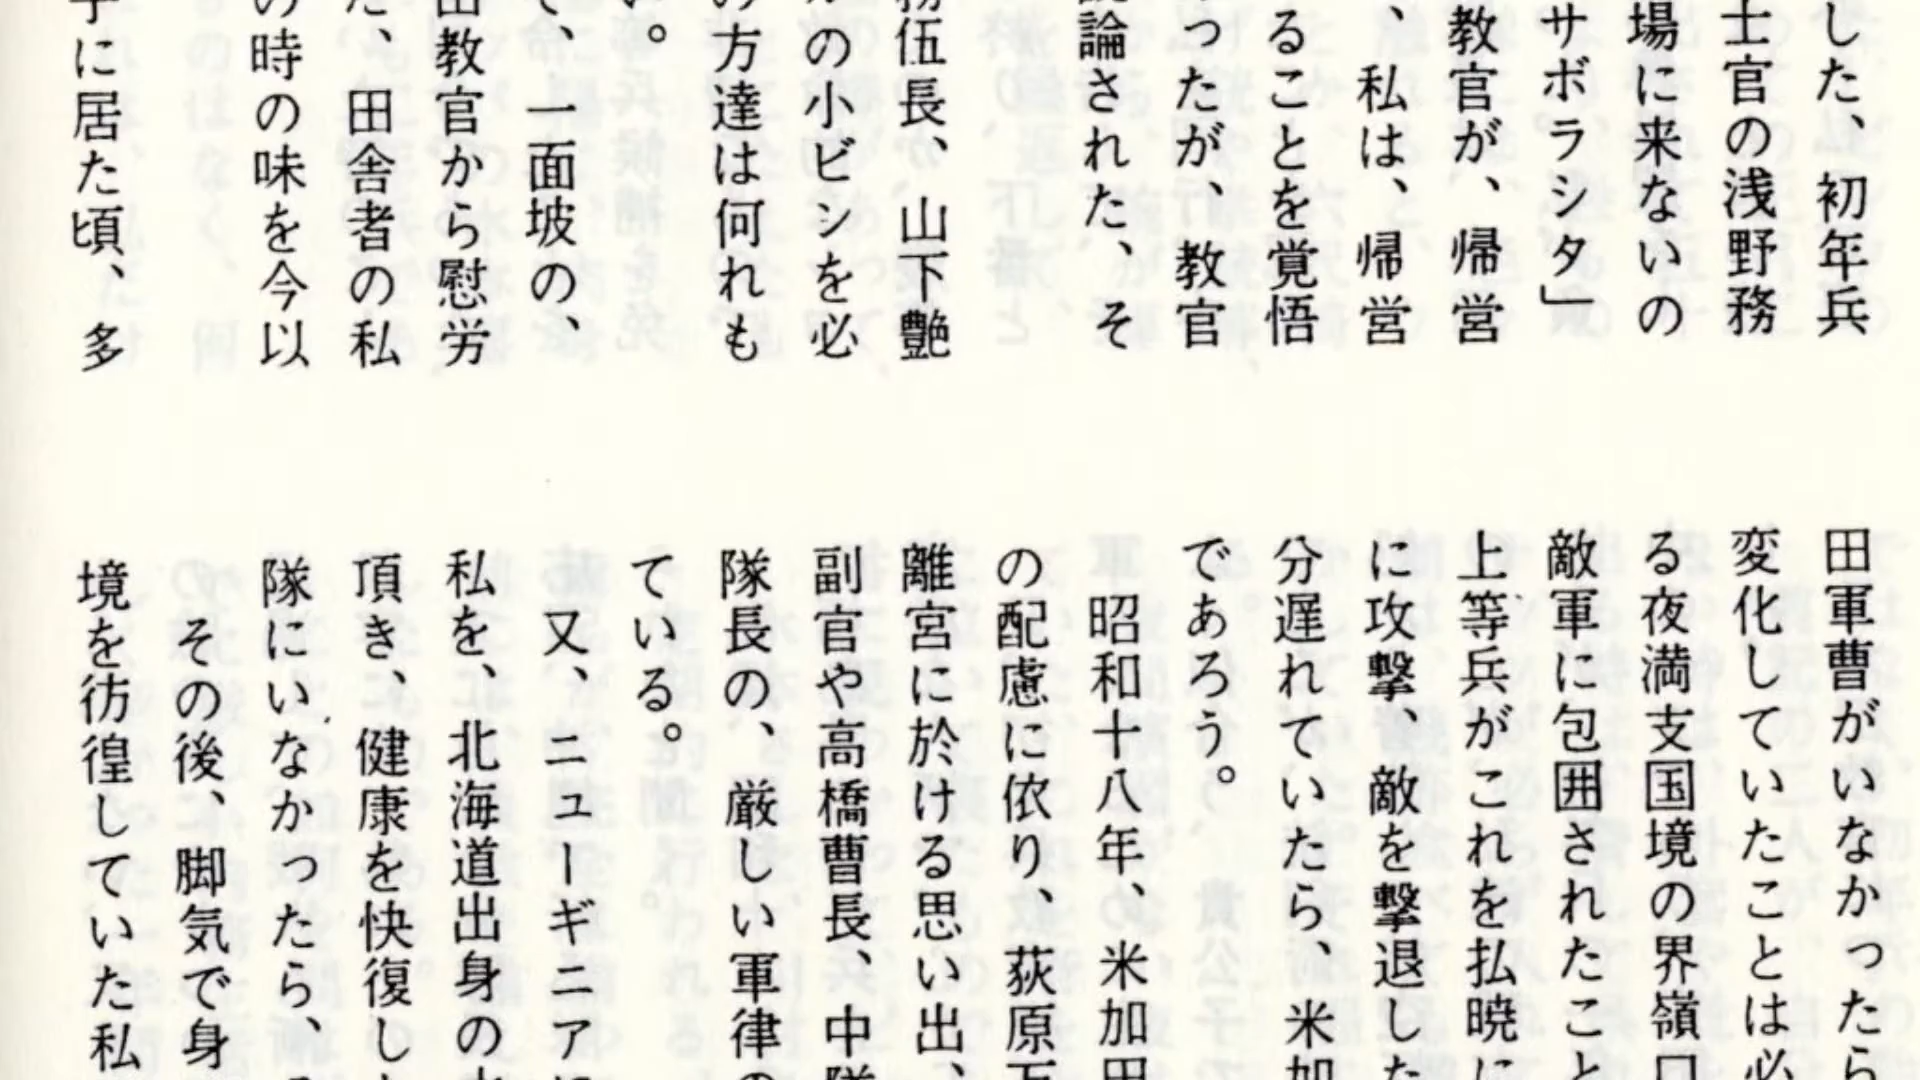 した、初年兵
士官の浅野務
場に来ないの
サボラシタ」
教官が、帰営
、私は、帰営
ることを覚悟
ったが、教官
論された、そ
務伍長、山下艶
の小ビンを必
の方達は何れも
い。
、一面坡の、
田教官から慰労
た、田舎者の私
の時の味を今以
に居た頃、多
田軍曹がいなかったら
変化していたことは必
る夜満支国境の界嶺口
敵軍に包囲されたこと
上等兵がこれを払暁に
に攻撃、敵を撃退した
分遅れていたら、米加
であろう。
昭和十八年、米加田
の配慮に依り、荻原
離宮に於ける思い出、
副官や高橋曹長、中隊
隊長の、厳しい軍律の
ている。
又、ニューギニアに
私を、北海道出身の
頂き、健康を快復し
隊にいなかったら、
その後、脚気で身
境を彷徨していた私